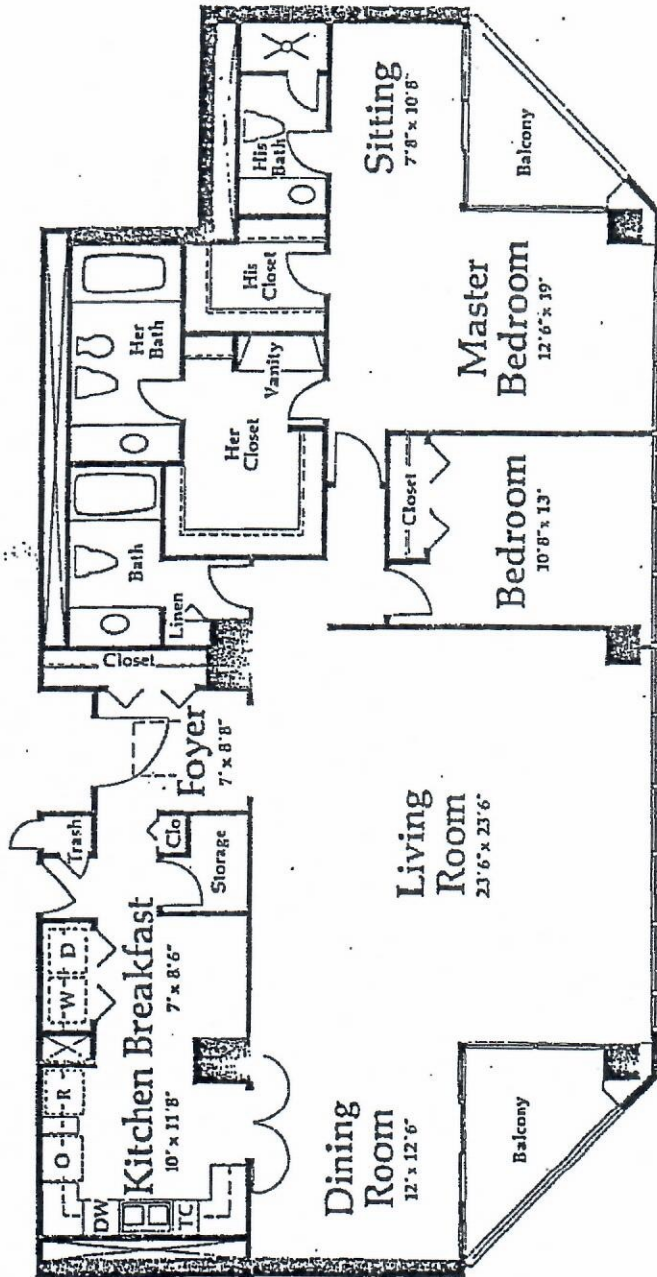 Trash
Closet
Linen
Bath
Her
Bath
His
Bath
O
R
W
D
DW
TC
Kitchen
10' x 11'8"
Breakfast
7' x 8'6"
Clo
Storage
Foyer
7' x 8'8"
Her
Closet
Vanity
His
Closet
Dining
Room
12' x 12'6"
Living
Room
23'6" x 23'6"
Closet
Bedroom
10'8" x 13'
Master
Bedroom
12'6" x 19'
Sitting
7'8" x 10'8"
Balcony
Balcony